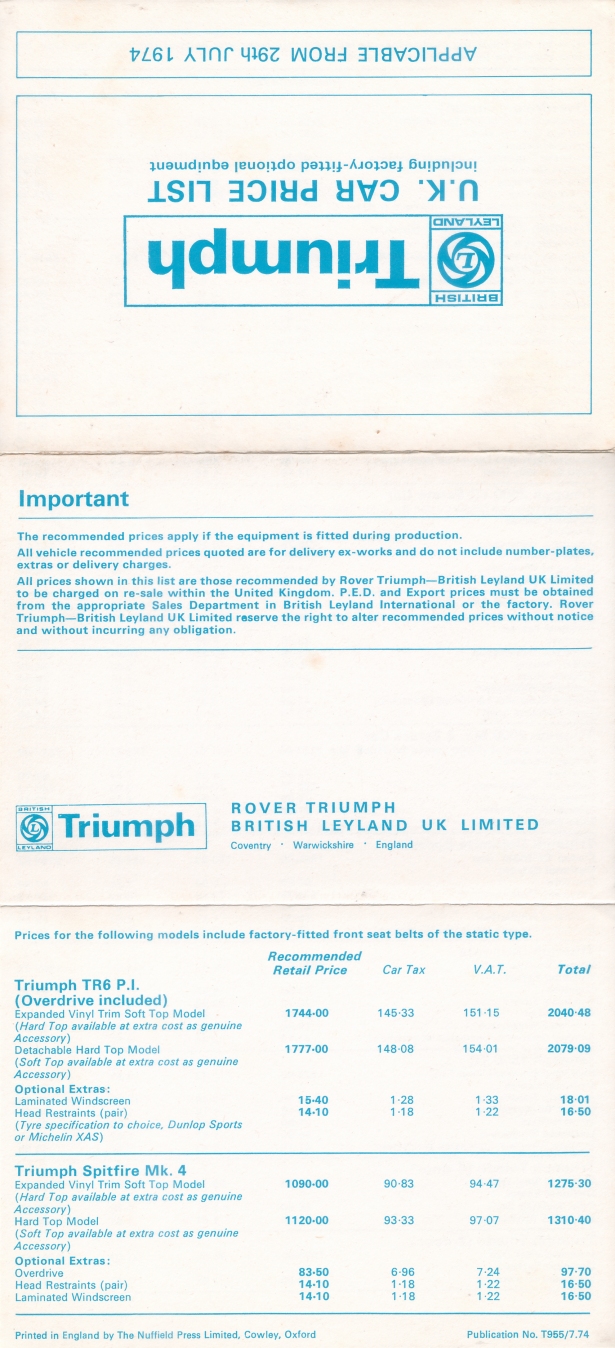 APPLICABLE FROM 29th JULY 1974
BRITISH
L
LEYLAND
Triumph
U.K. CAR PRICE LIST
including factory-fitted optional equipment
Important
The recommended prices apply if the equipment is fitted during production.
All vehicle recommended prices quoted are for delivery ex-works and do not include number-plates,
extras or delivery charges.
All prices shown in this list are those recommended by Rover Triumph—British Leyland UK Limited
to be charged on re-sale within the United Kingdom. P.E.D. and Export prices must be obtained
from the appropriate Sales Department in British Leyland International or the factory. Rover
Triumph—British Leyland UK Limited reserve the right to alter recommended prices without notice
and without incurring any obligation.
BRITISH
L
LEYLAND
Triumph
ROVER TRIUMPH
BRITISH LEYLAND UK LIMITED
Coventry · Warwickshire · England
Prices for the following models include factory-fitted front seat belts of the static type.
Recommended
Retail Price Car Tax V.A.T. Total
Triumph TR6 P.I.
(Overdrive included)
Expanded Vinyl Trim Soft Top Model 1744·00 145·33 151·15 2040·48
(Hard Top available at extra cost as genuine
Accessory)
Detachable Hard Top Model 1777·00 148·08 154·01 2079·09
(Soft Top available at extra cost as genuine
Accessory)
Optional Extras:
Laminated Windscreen 15·40 1·28 1·33 18·01
Head Restraints (pair) 14·10 1·18 1·22 16·50
(Tyre specification to choice, Dunlop Sports
or Michelin XAS)
Triumph Spitfire Mk. 4
Expanded Vinyl Trim Soft Top Model 1090·00 90·83 94·47 1275·30
(Hard Top available at extra cost as genuine
Accessory)
Hard Top Model 1120·00 93·33 97·07 1310·40
(Soft Top available at extra cost as genuine
Accessory)
Optional Extras:
Overdrive 83·50 6·96 7·24 97·70
Head Restraints (pair) 14·10 1·18 1·22 16·50
Laminated Windscreen 14·10 1·18 1·22 16·50
Printed in England by The Nuffield Press Limited, Cowley, Oxford Publication No. T955/7.74